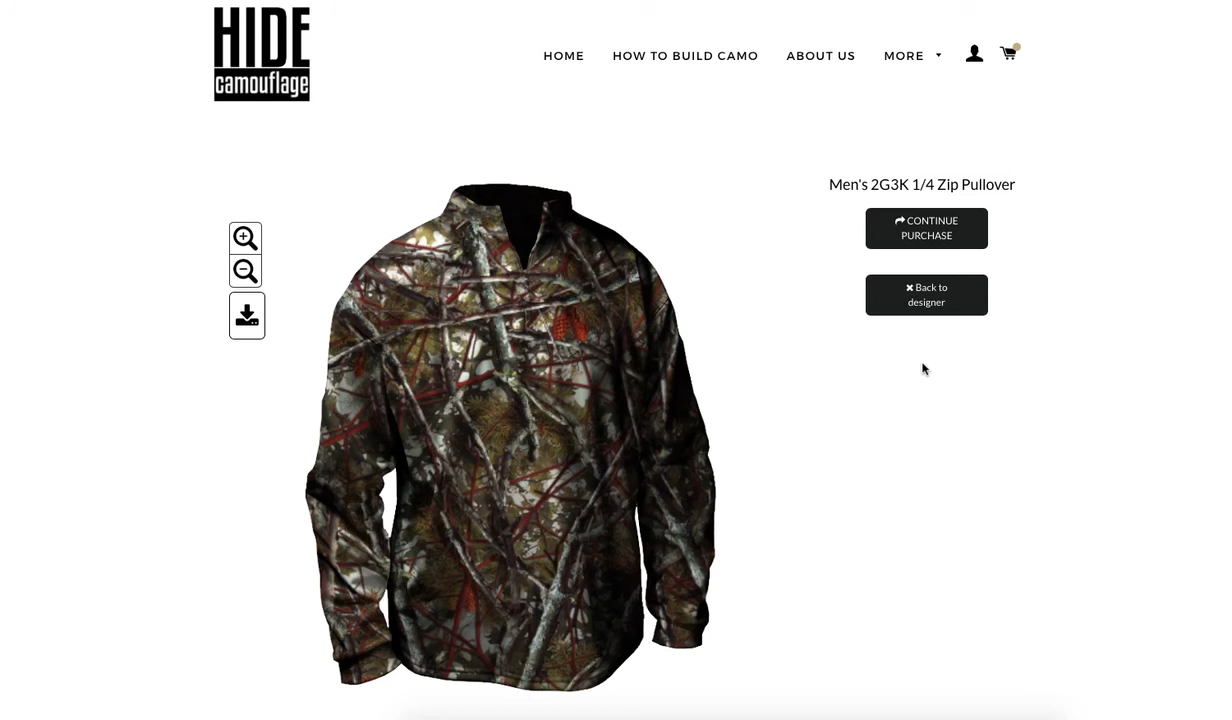 HIDE
camouflage
HOME HOW TO BUILD CAMO ABOUT US MORE
Men's 2G3K 1/4 Zip Pullover
CONTINUE
PURCHASE
Back to
designer